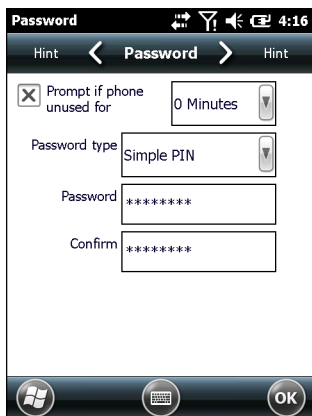 Password 4:16
Hint Password Hint
Prompt if phone
unused for
0 Minutes
Password type
Simple PIN
Password ********
Confirm ********
OK